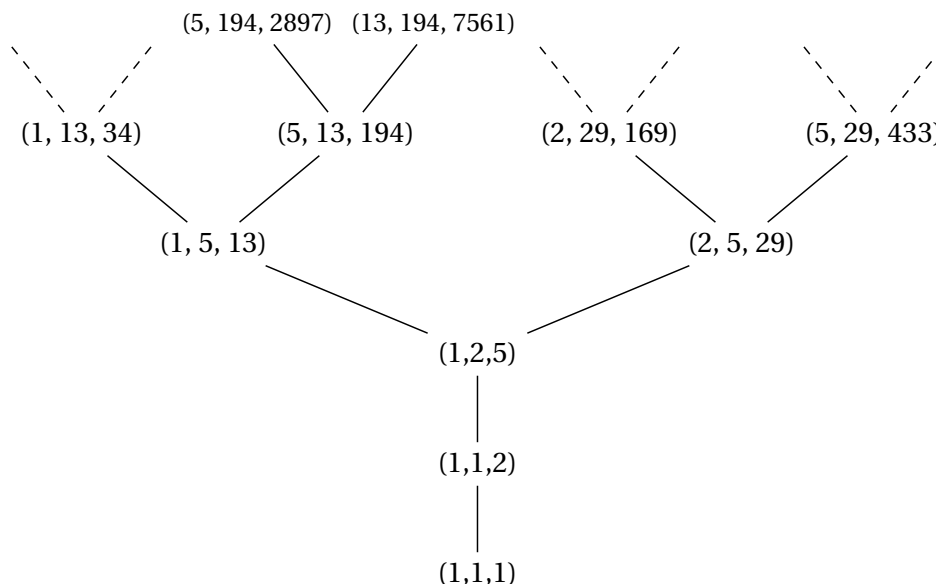 (5, 194, 2897) (13, 194, 7561)
(1, 13, 34) (5, 13, 194) (2, 29, 169) (5, 29, 433)
(1, 5, 13) (2, 5, 29)
(1,2,5)
(1,1,2)
(1,1,1)